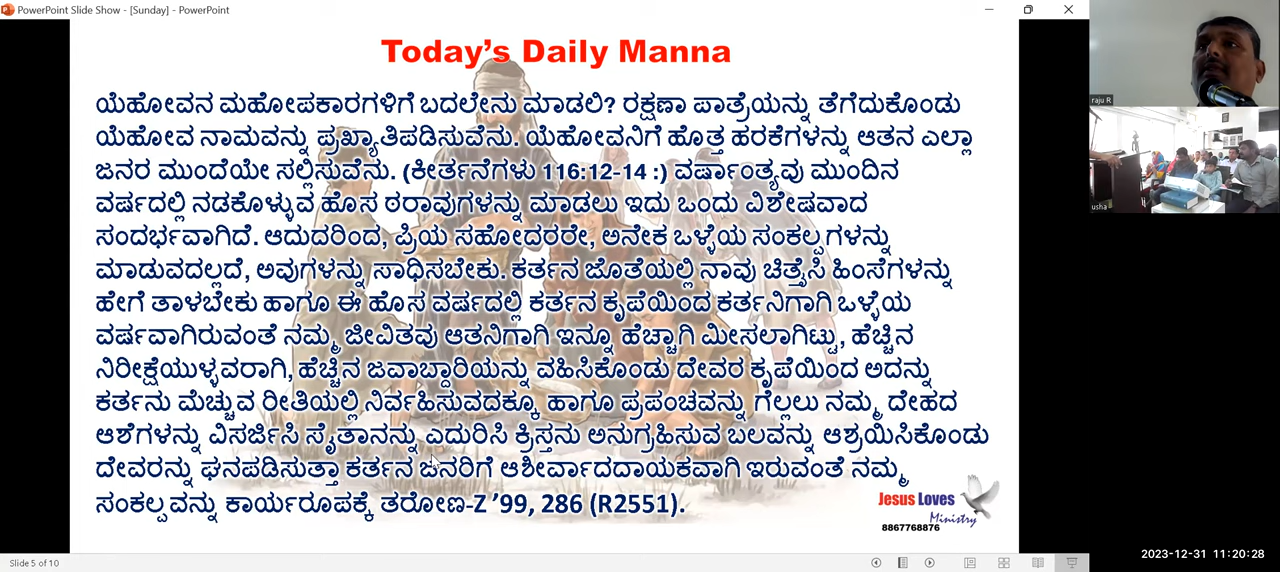 PowerPoint Slide Show - [Sunday] - PowerPoint
Today's Daily Manna
ಯೆಹೋವನ ಮಹೋಪಕಾರಗಳಿಗೆ ಬದಲೇನು ಮಾಡಲಿ? ರಕ್ಷಣಾ ಪಾತ್ರೆಯನ್ನು ತೆಗೆದುಕೊಂಡು
ಯೆಹೋವ ನಾಮವನ್ನು ಪ್ರಖ್ಯಾತಿಪಡಿಸುವೆನು. ಯೆಹೋವನಿಗೆ ಹೊತ್ತ ಹರಕೆಗಳನ್ನು ಆತನ ಎಲ್ಲಾ
ಜನರ ಮುಂದೆಯೇ ಸಲ್ಲಿಸುವೆನು. (ಕೀರ್ತನೆಗಳು 116:12-14 :) ವರ್ಷಾಂತ್ಯವು ಮುಂದಿನ
ವರ್ಷದಲ್ಲಿ ನಡಕೊಳ್ಳುವ ಹೊಸ ಠರಾವುಗಳನ್ನು ಮಾಡಲು ಇದು ಒಂದು ವಿಶೇಷವಾದ
ಸಂದರ್ಭವಾಗಿದೆ. ಆದುದರಿಂದ, ಪ್ರಿಯ ಸಹೋದರರೇ, ಅನೇಕ ಒಳ್ಳೆಯ ಸಂಕಲ್ಪಗಳನ್ನು
ಮಾಡುವದಲ್ಲದೆ, ಅವುಗಳನ್ನು ಸಾಧಿಸಬೇಕು. ಕರ್ತನ ಜೊತೆಯಲ್ಲಿ ನಾವು ಚಿತ್ತೈಸಿ ಹಿಂಸೆಗಳನ್ನು
ಹೇಗೆ ತಾಳಬೇಕು ಹಾಗೂ ಈ ಹೊಸ ವರ್ಷದಲ್ಲಿ ಕರ್ತನ ಕೃಪೆಯಿಂದ ಕರ್ತನಿಗಾಗಿ ಒಳ್ಳೆಯ
ವರ್ಷವಾಗಿರುವಂತೆ ನಮ್ಮ ಜೀವಿತವು ಆತನಿಗಾಗಿ ಇನ್ನೂ ಹೆಚ್ಚಾಗಿ ಮೀಸಲಾಗಿಟ್ಟು, ಹೆಚ್ಚಿನ
ನಿರೀಕ್ಷೆಯುಳ್ಳವರಾಗಿ, ಹೆಚ್ಚಿನ ಜವಾಬ್ದಾರಿಯನ್ನು ವಹಿಸಿಕೊಂಡು ದೇವರ ಕೃಪೆಯಿಂದ ಅದನ್ನು
ಕರ್ತನು ಮೆಚ್ಚುವ ರೀತಿಯಲ್ಲಿ ನಿರ್ವಹಿಸುವದಕ್ಕೂ ಹಾಗೂ ಪ್ರಪಂಚವನ್ನು ಗೆಲ್ಲಲು ನಮ್ಮ ದೇಹದ
ಆಶೆಗಳನ್ನು ವಿಸರ್ಜಿಸಿ ಸೈತಾನನ್ನು ಎದುರಿಸಿ ಕ್ರಿಸ್ತನು ಅನುಗ್ರಹಿಸುವ ಬಲವನ್ನು ಆಶ್ರಯಿಸಿಕೊಂಡು
ದೇವರನ್ನು ಘನಪಡಿಸುತ್ತಾ ಕರ್ತನ ಜನರಿಗೆ ಆಶೀರ್ವಾದದಾಯಕವಾಗಿ ಇರುವಂತೆ ನಮ್ಮ
ಸಂಕಲ್ಪವನ್ನು ಕಾರ್ಯರೂಪಕ್ಕೆ ತರೋಣ-Z '99, 286 (R2551).
Jesus Loves
Ministry
8867768876
raju R
usha
Slide 5 of 10
2023-12-31 11:20:28